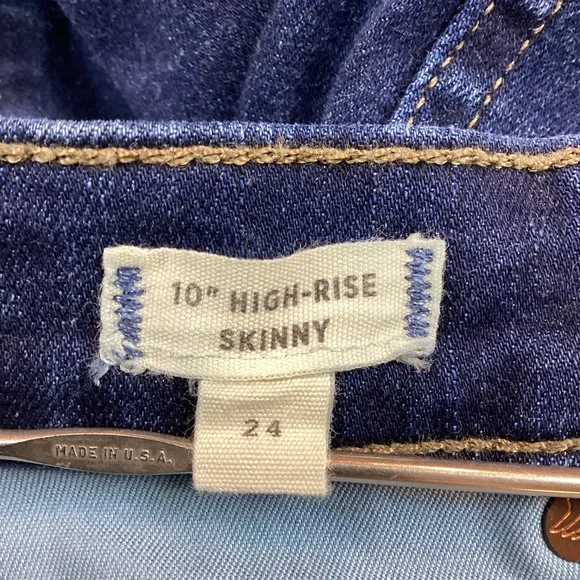 10" HIGH-RISE
SKINNY
24
MADE IN U.S.A.